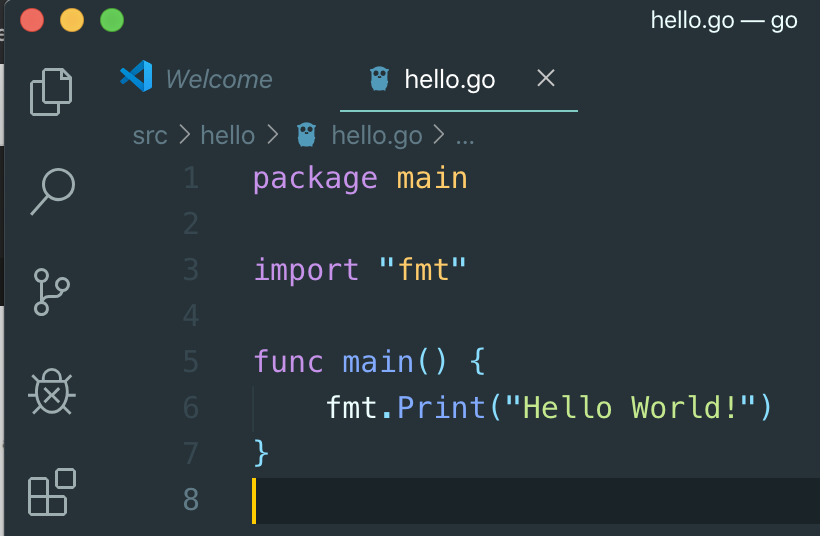 hello.go — go
Welcome hello.go
src > hello > hello.go > ...
1 package main
2
3 import "fmt"
4
5 func main() {
6     fmt.Print("Hello World!")
7 }
8